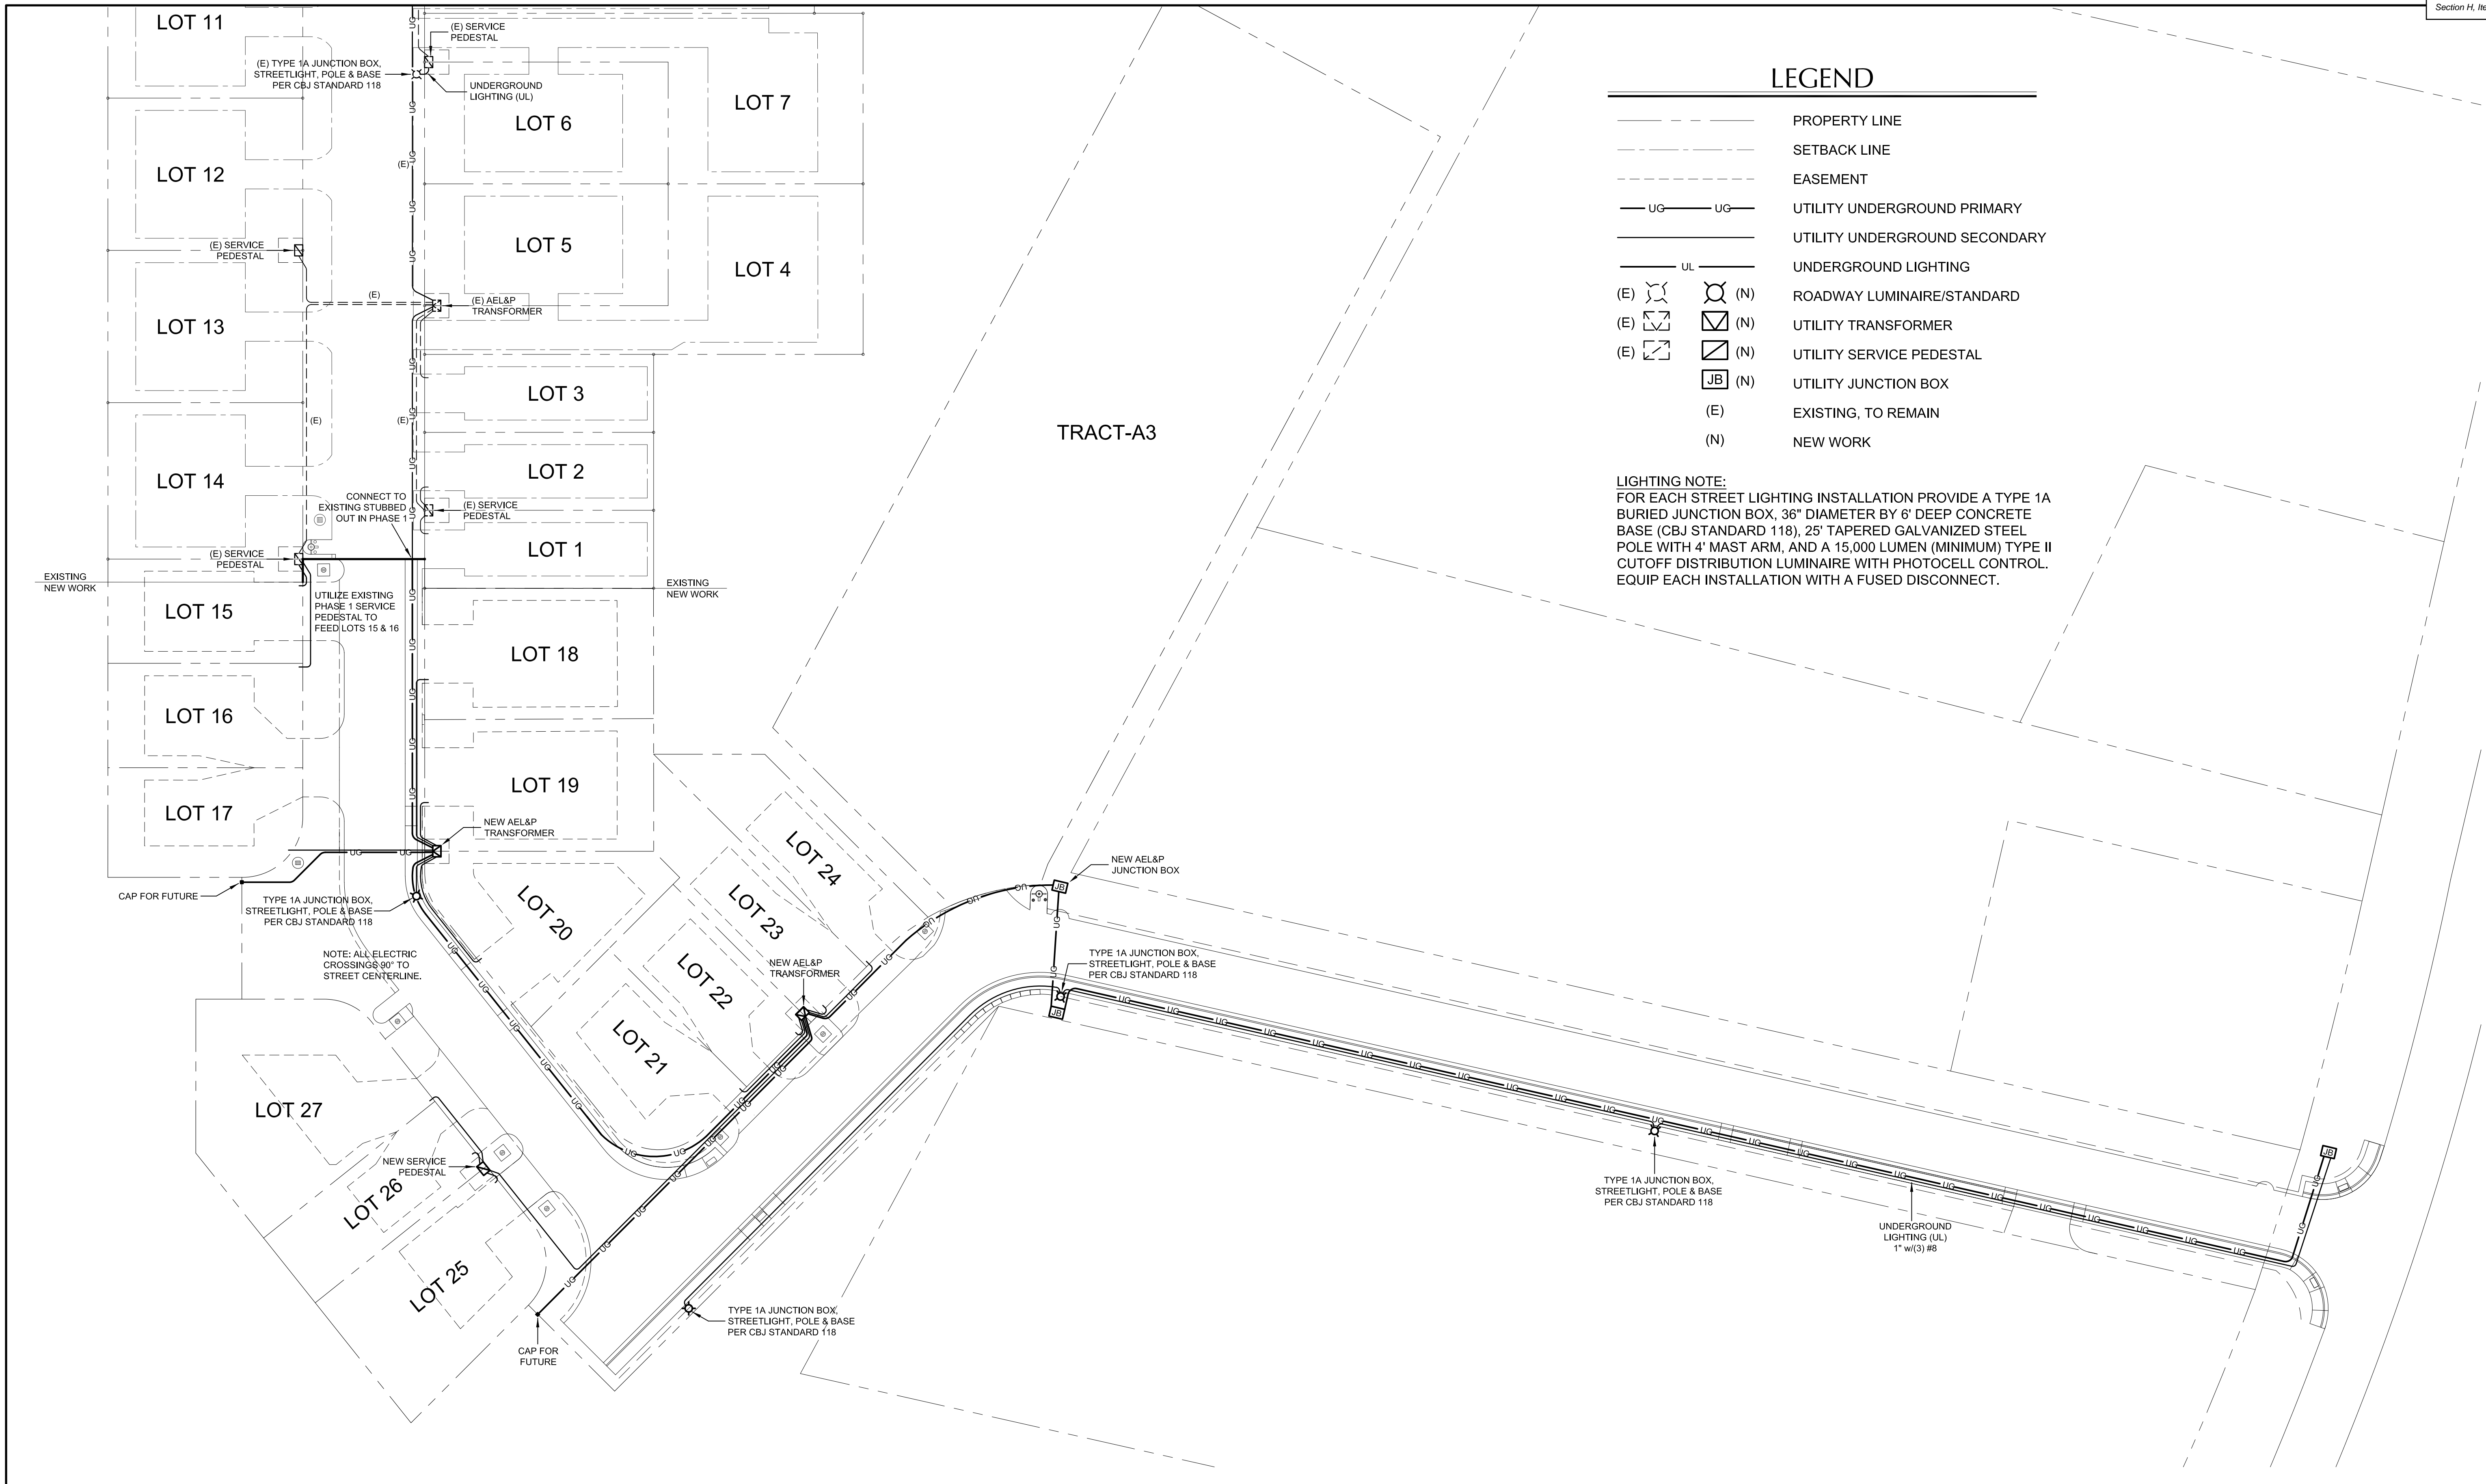 Section H, Ite
LOT 11
(E) SERVICE
PEDESTAL
(E) TYPE 1A JUNCTION BOX,
STREETLIGHT, POLE & BASE
PER CBJ STANDARD 118
UNDERGROUND
LIGHTING (UL)
LOT 7
LOT 6
LOT 12
(E)
LOT 5
LOT 4
(E) SERVICE
PEDESTAL
(E)
(E) AEL&P
TRANSFORMER
LOT 13
LOT 3
(E)
(E)
LOT 2
LOT 14
CONNECT TO
EXISTING STUBBED
OUT IN PHASE 1
(E) SERVICE
PEDESTAL
LOT 1
(E) SERVICE
PEDESTAL
EXISTING
NEW WORK
EXISTING
NEW WORK
UTILIZE EXISTING
PHASE 1 SERVICE
PEDESTAL TO
FEED LOTS 15 & 16
LOT 15
LOT 18
LOT 16
LOT 19
LOT 17
NEW AEL&P
TRANSFORMER
UG UG
CAP FOR FUTURE
TYPE 1A JUNCTION BOX,
STREETLIGHT, POLE & BASE
PER CBJ STANDARD 118
NOTE: ALL ELECTRIC
CROSSINGS 90° TO
STREET CENTERLINE.
LOT 20
LOT 24
LOT 23
LOT 22
LOT 21
NEW AEL&P
TRANSFORMER
LOT 27
NEW SERVICE
PEDESTAL
LOT 26
LOT 25
CAP FOR
FUTURE
TYPE 1A JUNCTION BOX,
STREETLIGHT, POLE & BASE
PER CBJ STANDARD 118
TRACT-A3
NEW AEL&P
JUNCTION BOX
JB
TYPE 1A JUNCTION BOX,
STREETLIGHT, POLE & BASE
PER CBJ STANDARD 118
JB
TYPE 1A JUNCTION BOX,
STREETLIGHT, POLE & BASE
PER CBJ STANDARD 118
UNDERGROUND
LIGHTING (UL)
1" w/(3) #8
JB
LEGEND
PROPERTY LINE
SETBACK LINE
EASEMENT
UG UG UTILITY UNDERGROUND PRIMARY
UTILITY UNDERGROUND SECONDARY
UL UNDERGROUND LIGHTING
(E) (N) ROADWAY LUMINAIRE/STANDARD
(E) (N) UTILITY TRANSFORMER
(E) (N) UTILITY SERVICE PEDESTAL
JB (N) UTILITY JUNCTION BOX
(E) EXISTING, TO REMAIN
(N) NEW WORK
LIGHTING NOTE:
FOR EACH STREET LIGHTING INSTALLATION PROVIDE A TYPE 1A
BURIED JUNCTION BOX, 36" DIAMETER BY 6' DEEP CONCRETE
BASE (CBJ STANDARD 118), 25' TAPERED GALVANIZED STEEL
POLE WITH 4' MAST ARM, AND A 15,000 LUMEN (MINIMUM) TYPE II
CUTOFF DISTRIBUTION LUMINAIRE WITH PHOTOCELL CONTROL.
EQUIP EACH INSTALLATION WITH A FUSED DISCONNECT.